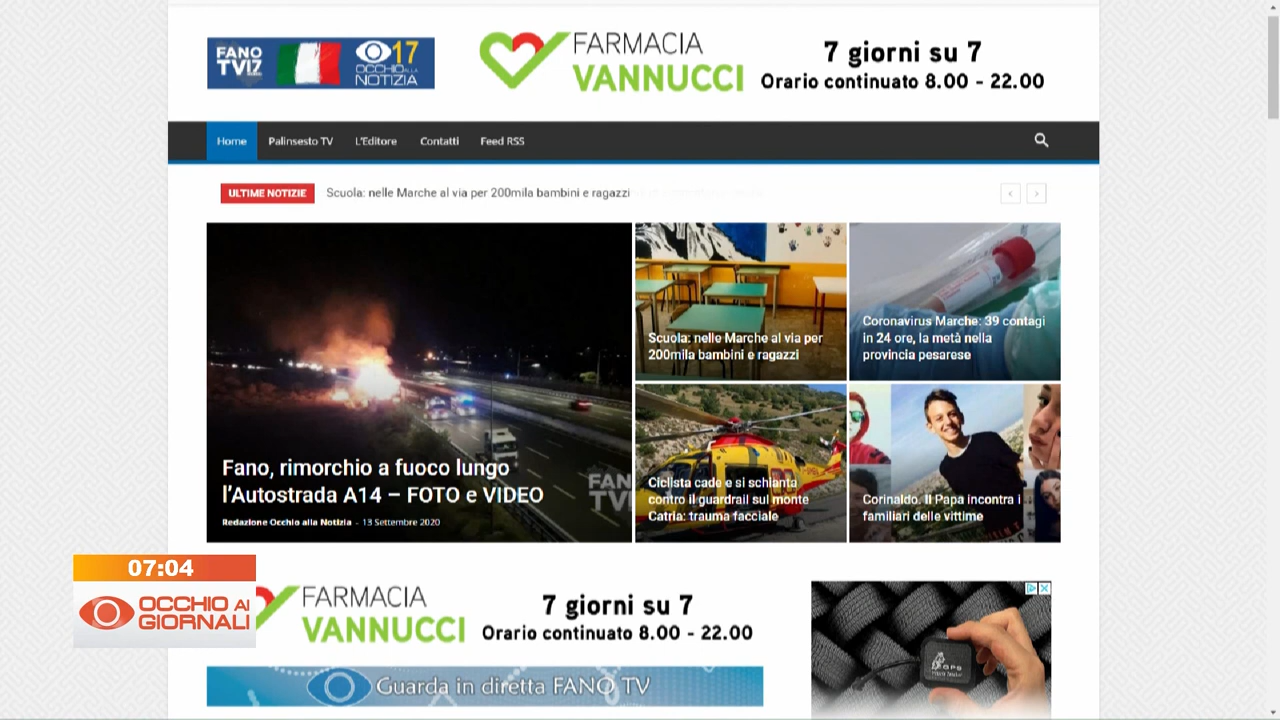 FANO
TVIZ
17
OCCHIO ALLA
NOTIZIA
FARMACIA
VANNUCCI
7 giorni su 7
Orario continuato 8.00 - 22.00
Home
Palinsesto TV
L'Editore
Contatti
Feed RSS
ULTIME NOTIZIE
Scuola: nelle Marche al via per 200mila bambini e ragazzi
Fano, rimorchio a fuoco lungo
l'Autostrada A14 – FOTO e VIDEO
Redazione Occhio alla Notizia - 13 Settembre 2020
FAN
TV
Scuola: nelle Marche al via per
200mila bambini e ragazzi
Coronavirus Marche: 39 contagi
in 24 ore, la metà nella
provincia pesarese
Ciclista cade e si schianta
contro il guardrail sul monte
Catria: trauma facciale
Corinaldo. Il Papa incontra i
familiari delle vittime
07:04
OCCHIO AI
GIORNALI
FARMACIA
VANNUCCI
7 giorni su 7
Orario continuato 8.00 - 22.00
Guarda in diretta FANO TV